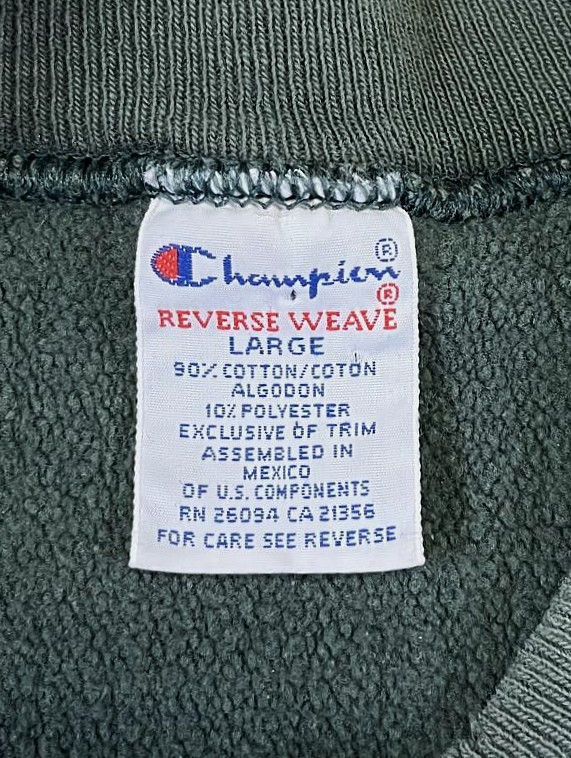 Champion®
REVERSE WEAVE®
LARGE
90% COTTON/COTON
ALGODON
10% POLYESTER
EXCLUSIVE OF TRIM
ASSEMBLED IN
MEXICO
OF U.S. COMPONENTS
RN 26094 CA 21356
FOR CARE SEE REVERSE